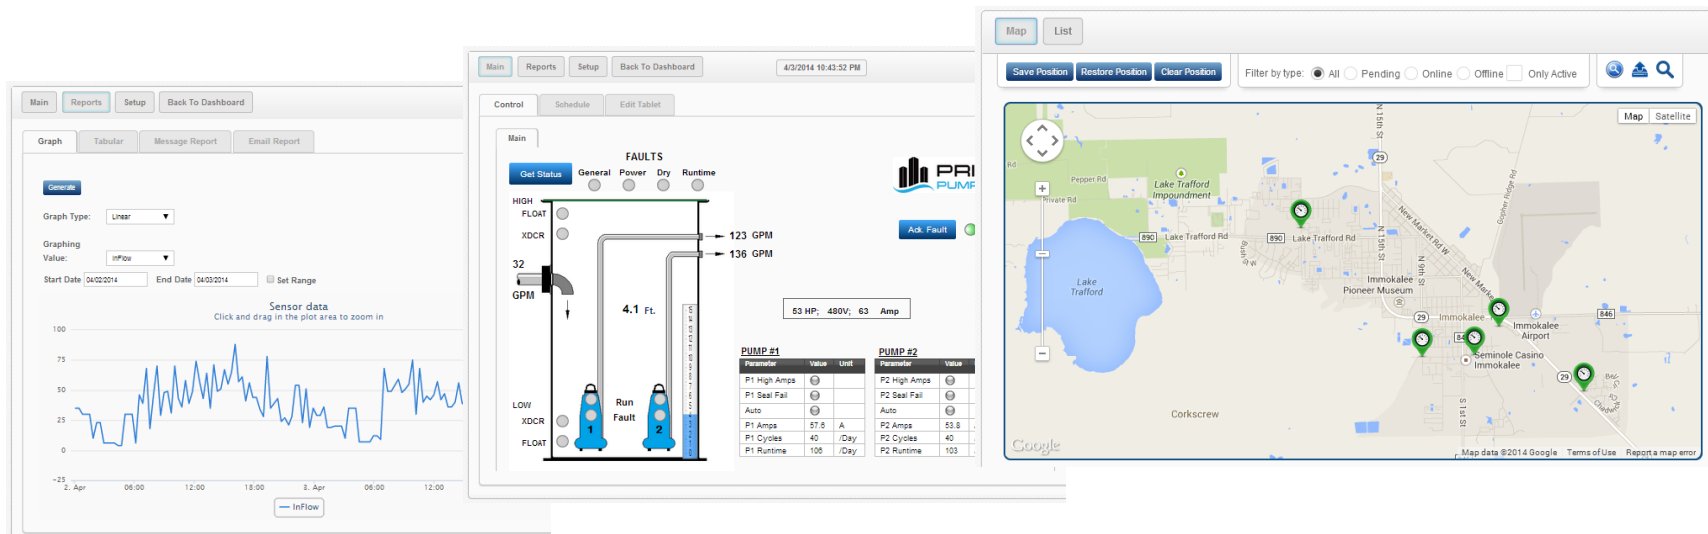 Main Reports Setup Back To Dashboard
Graph Tabular Message Report Email Report
Generate
Graph Type: Linear
Graphing
Value: InFlow
Start Date 04/02/2014 End Date 04/03/2014 Set Range
Sensor data
Click and drag in the plot area to zoom in
100
75
50
25
0
-25
2. Apr 06:00 12:00 18:00 3. Apr 06:00 12:00
InFlow
Main Reports Setup Back To Dashboard 4/3/2014 10:43:52 PM
Control Schedule Edit Tablet
Main
FAULTS
Get Status General Power Dry Runtime
PRI
PUMP
HIGH
FLOAT
XDCR
Ack. Fault
123 GPM
136 GPM
32
GPM
4.1 Ft.
53 HP; 480V; 63 Amp
LOW
XDCR
FLOAT
Run
Fault
1 2
PUMP #1
Parameter Value Unit
P1 High Amps
P1 Seal Fail
Auto
P1 Amps 57.6 A
P1 Cycles 40 /Day
P1 Runtime 106 /Day
PUMP #2
Parameter Value
P2 High Amps
P2 Seal Fail
Auto
P2 Amps 53.8
P2 Cycles 40
P2 Runtime 103
Map List
Save Position Restore Position Clear Position Filter by type: All Pending Online Offline Only Active
Map Satellite
N 15th St
29
Rd
Pepper Rd
Private Rd
Lake Trafford
Impoundment
Gopher Ridge Rd
New Market Rd W
890 Lake Trafford Rd 890 Lake Trafford Rd
N 15th St
N 9th St
New Market
Lake
Trafford
Immokalee
Pioneer Museum
29
Immokalee
846
Immokalee
Airport
Seminole Casino
Immokalee
29
S 1st St
Corkscrew
Google
Map data ©2014 Google Terms of Use Report a map error